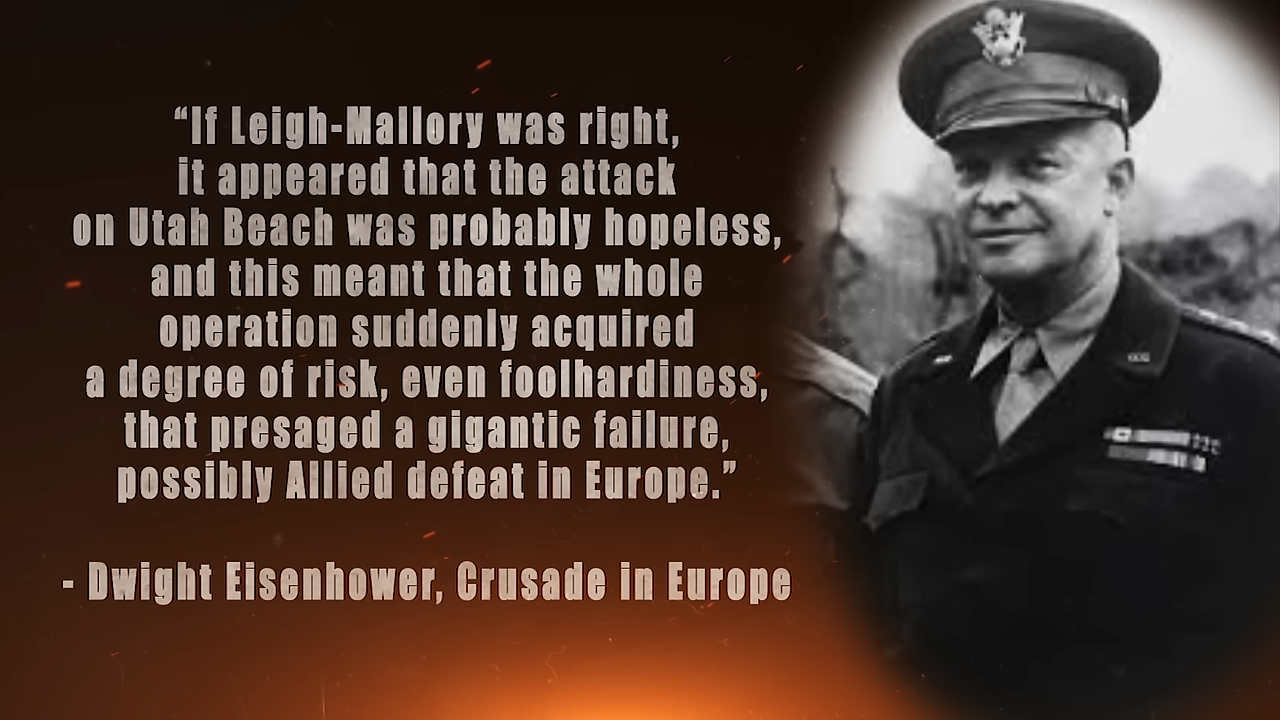 “If Leigh-Mallory was right,
it appeared that the attack
on Utah Beach was probably hopeless,
and this meant that the whole
operation suddenly acquired
a degree of risk, even foolhardiness,
that presaged a gigantic failure,
possibly Allied defeat in Europe.”
- Dwight Eisenhower, Crusade in Europe